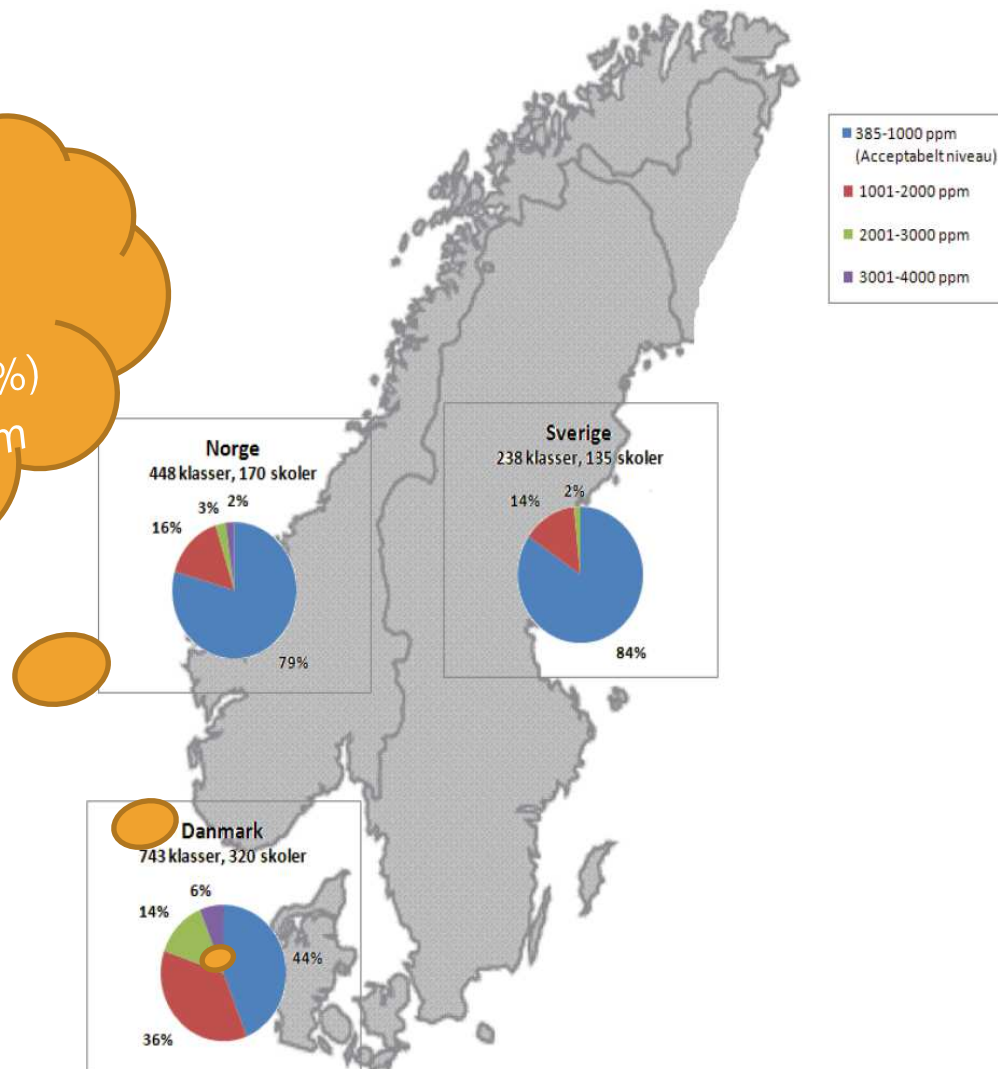 %)
m
385-1000 ppm
(Acceptabelt niveau)
1001-2000 ppm
2001-3000 ppm
3001-4000 ppm
Norge
448 klasser, 170 skoler
3% 2%
16%
79%
Sverige
238 klasser, 135 skoler
14% 2%
84%
Danmark
743 klasser, 320 skoler
6%
14%
44%
36%